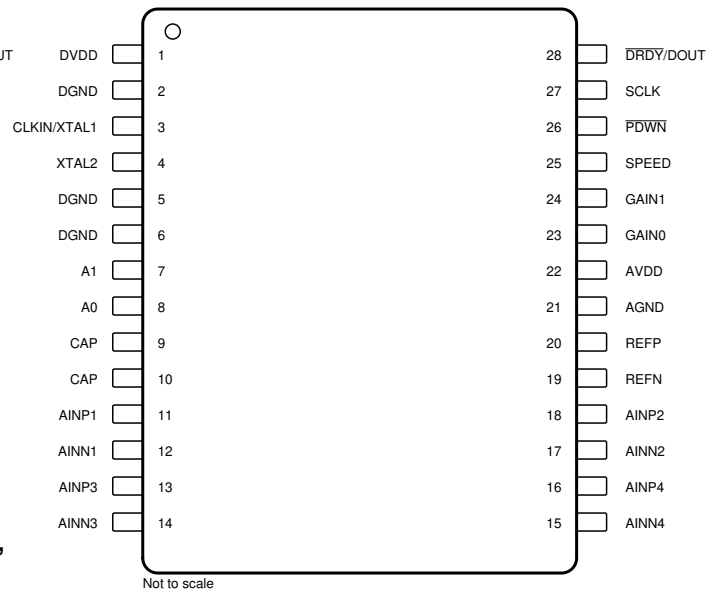 UT DVDD 1 28 DRDY/DOUT
DGND 2 27 SCLK
CLKIN/XTAL1 3 26 PDWN
XTAL2 4 25 SPEED
DGND 5 24 GAIN1
DGND 6 23 GAIN0
A1 7 22 AVDD
A0 8 21 AGND
CAP 9 20 REFP
CAP 10 19 REFN
AINP1 11 18 AINP2
AINN1 12 17 AINN2
AINP3 13 16 AINP4
AINN3 14 15 AINN4
,
Not to scale